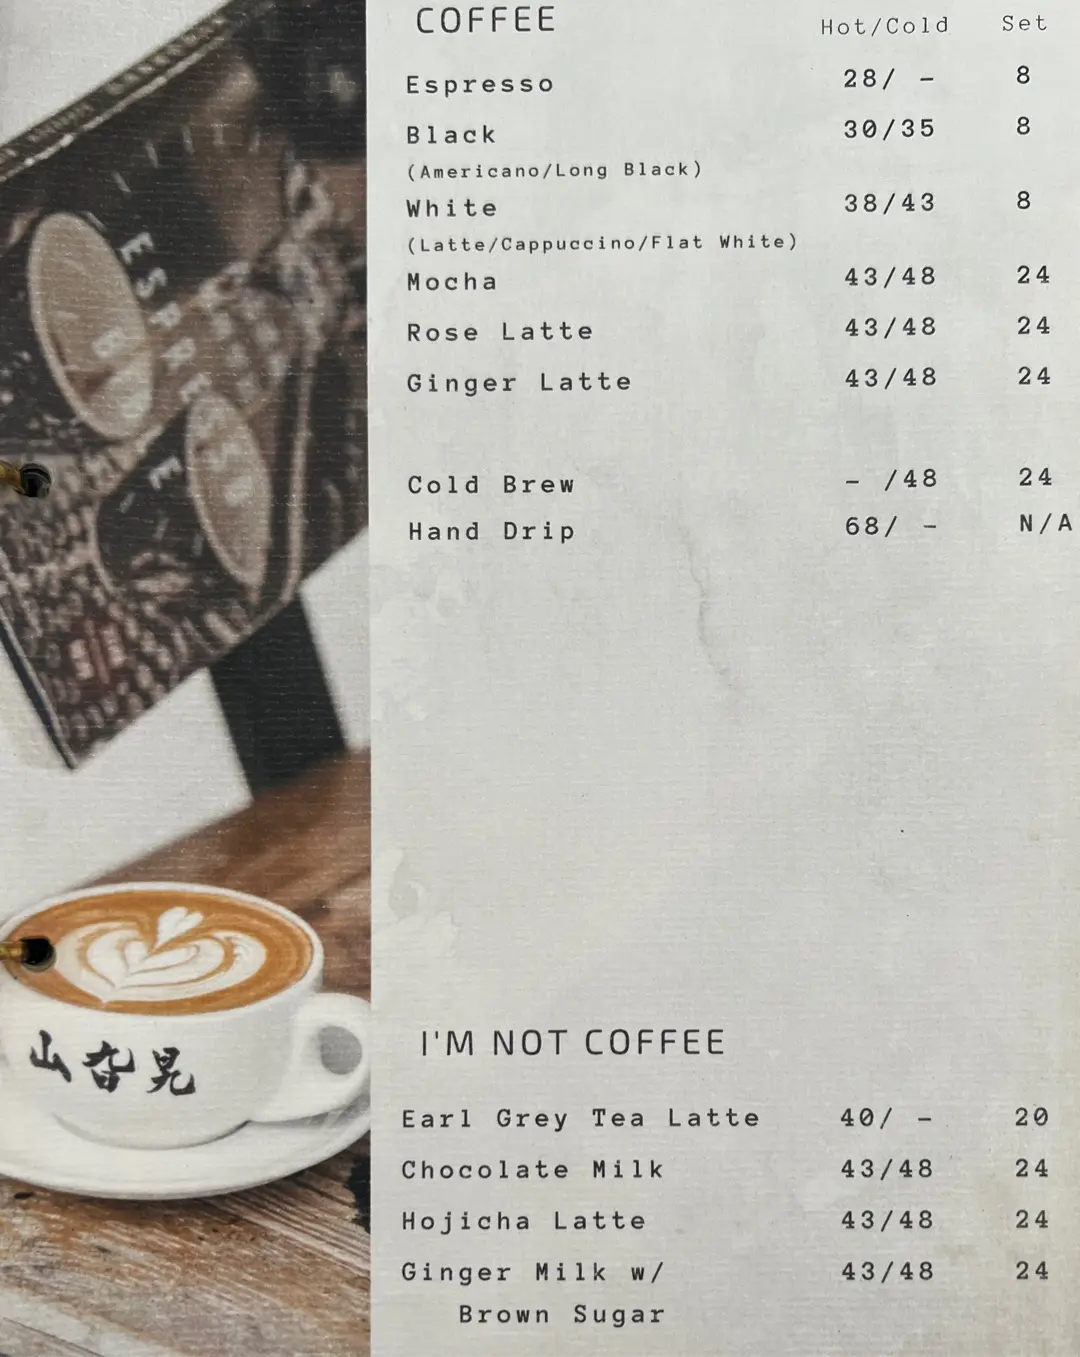 COFFEE Hot/Cold Set
Espresso 28/ - 8
Black 30/35 8
(Americano/Long Black)
White 38/43 8
(Latte/Cappuccino/Flat White)
Mocha 43/48 24
Rose Latte 43/48 24
Ginger Latte 43/48 24
Cold Brew - /48 24
Hand Drip 68/ - N/A
ESPRESSO
山旮晃
I'M NOT COFFEE
Earl Grey Tea Latte 40/ - 20
Chocolate Milk 43/48 24
Hojicha Latte 43/48 24
Ginger Milk w/ 43/48 24
Brown Sugar